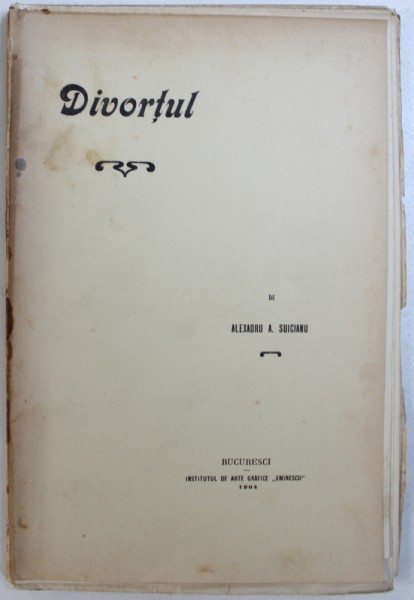 Divorțul
DE
ALEXADRU A. SUICIANU
BUCURESCI
INSTITUTUL DE ARTE GRAFICE „EMINESCU"
1904